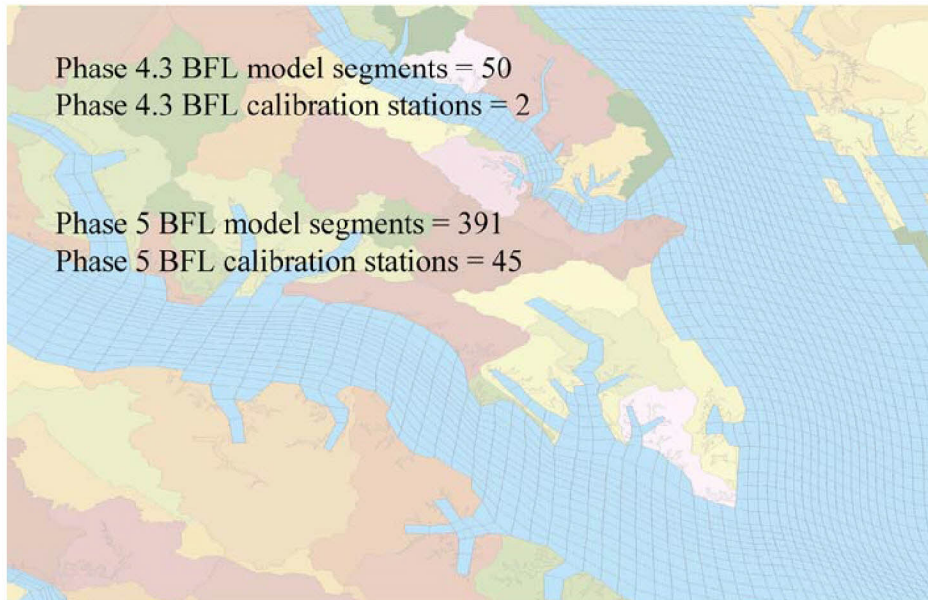 Phase 4.3 BFL model segments = 50
Phase 4.3 BFL calibration stations = 2
Phase 5 BFL model segments = 391
Phase 5 BFL calibration stations = 45